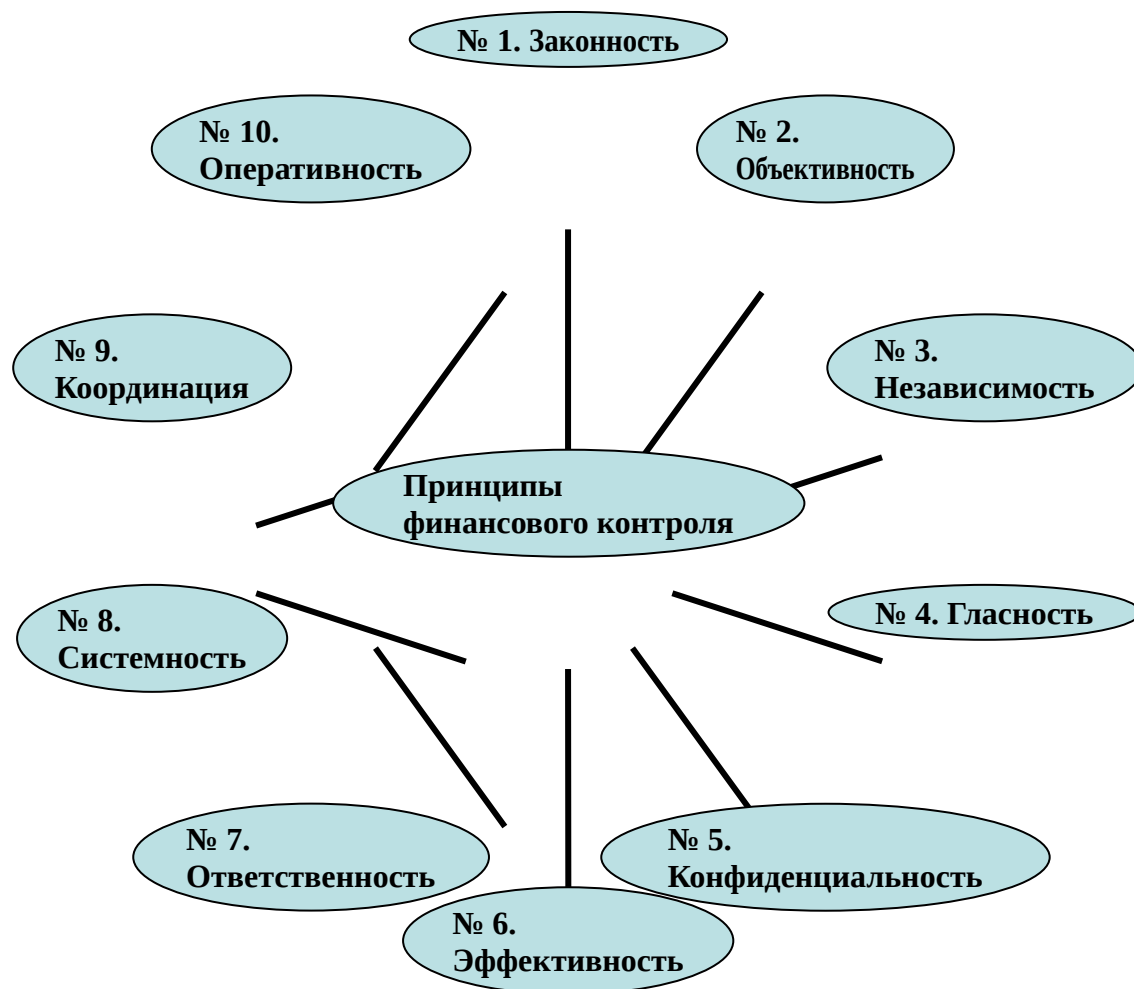 № 1. Законность
№ 10.
Оперативность
№ 2.
Объективность
№ 9.
Координация
№ 3.
Независимость
Принципы
финансового контроля
№ 8.
Системность
№ 4. Гласность
№ 7.
Ответственность
№ 5.
Конфиденциальность
№ 6.
Эффективность